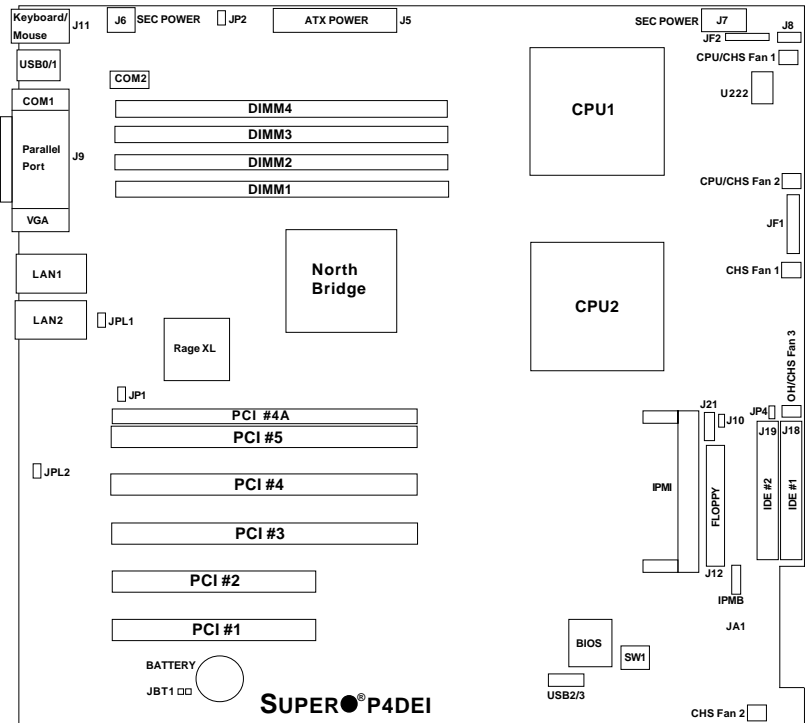 Keyboard/
Mouse
J11
J6
SEC POWER
JP2
ATX POWER
J5
SEC POWER
J7
J8
JF2
CPU/CHS Fan 1
U222
USB0/1
COM2
COM1
Parallel
Port
J9
VGA
DIMM4
DIMM3
DIMM2
DIMM1
CPU1
CPU/CHS Fan 2
JF1
CHS Fan 1
LAN1
LAN2
JPL1
North
Bridge
CPU2
Rage XL
JP1
OH/CHS Fan 3
PCI #4A
PCI #5
PCI #4
PCI #3
PCI #2
PCI #1
JPL2
J21
J10
JP4
J19
J18
IPMI
FLOPPY
IDE #2
IDE #1
J12
IPMB
JA1
BIOS
SW1
USB2/3
BATTERY
JBT1
SUPER®P4DEI
CHS Fan 2